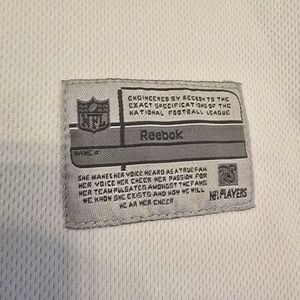 ENGINEERED BY REEBOK TO THE
EXACT SPECIFICATIONS OF THE
NATIONAL FOOTBALL LEAGUE
NFL
Reebok
NAME #
SHE MAKES HER VOICE HEARD AS A TRUE FAN
HER VOICE HER CHEER HER PASSION FOR
HER TEAM PULSATES AMONGST THE FANS
WE KNOW SHE EXISTS AND NOW WE WILL
HEAR HER CHEER
NFL PLAYERS